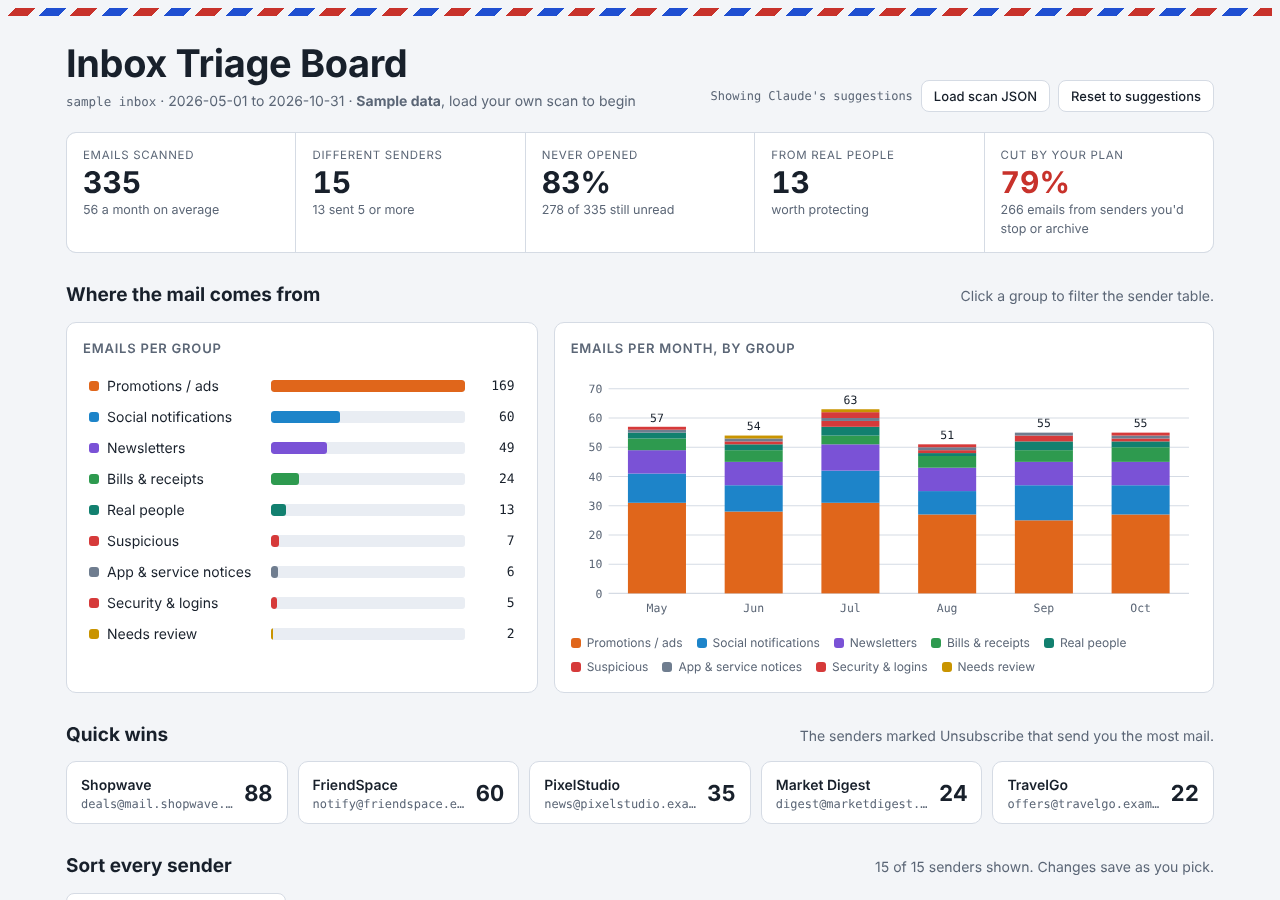 Inbox Triage Board
sample inbox · 2026-05-01 to 2026-10-31 · Sample data, load your own scan to begin
Showing Claude's suggestions
Load scan JSON
Reset to suggestions
EMAILS SCANNED
335
56 a month on average
DIFFERENT SENDERS
15
13 sent 5 or more
NEVER OPENED
83%
278 of 335 still unread
FROM REAL PEOPLE
13
worth protecting
CUT BY YOUR PLAN
79%
266 emails from senders you'd
stop or archive
Where the mail comes from
Click a group to filter the sender table.
EMAILS PER GROUP
Promotions / ads 169
Social notifications 60
Newsletters 49
Bills & receipts 24
Real people 13
Suspicious 7
App & service notices 6
Security & logins 5
Needs review 2
EMAILS PER MONTH, BY GROUP
70
60
50
40
30
20
10
0
57
54
63
51
55
55
May Jun Jul Aug Sep Oct
Promotions / ads Social notifications Newsletters Bills & receipts Real people
Suspicious App & service notices Security & logins Needs review
Quick wins
The senders marked Unsubscribe that send you the most mail.
Shopwave
deals@mail.shopwave.…
88
FriendSpace
notify@friendspace.e…
60
PixelStudio
news@pixelstudio.exa…
35
Market Digest
digest@marketdigest.…
24
TravelGo
offers@travelgo.exam…
22
Sort every sender
15 of 15 senders shown. Changes save as you pick.